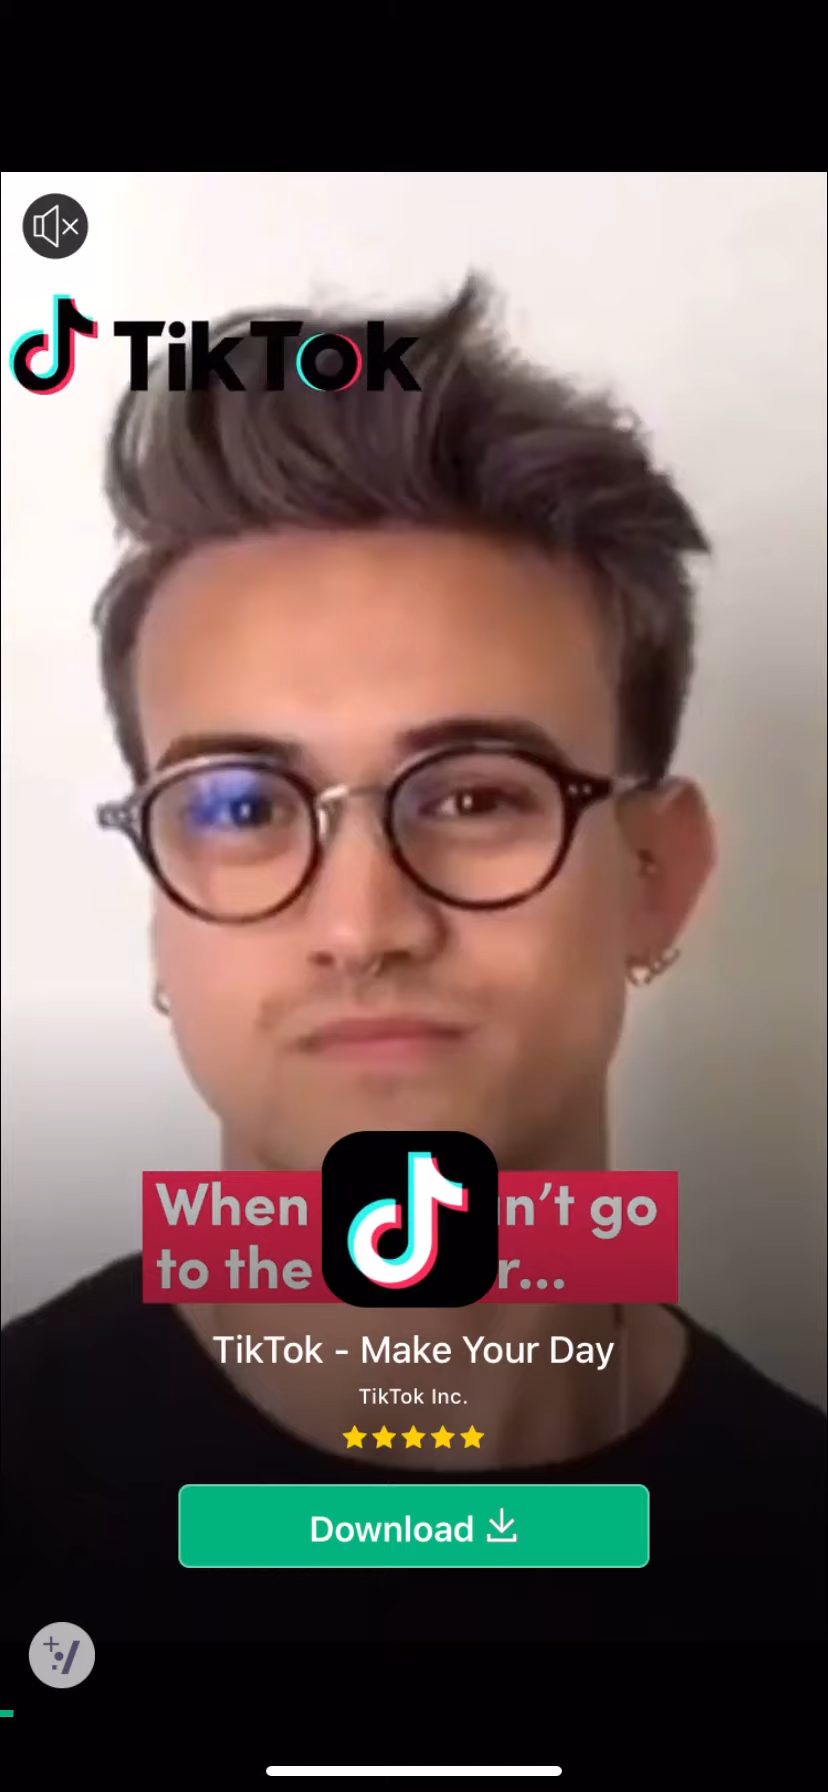 TikTok
When n't go
to the r...
TikTok - Make Your Day
TikTok Inc.
Download